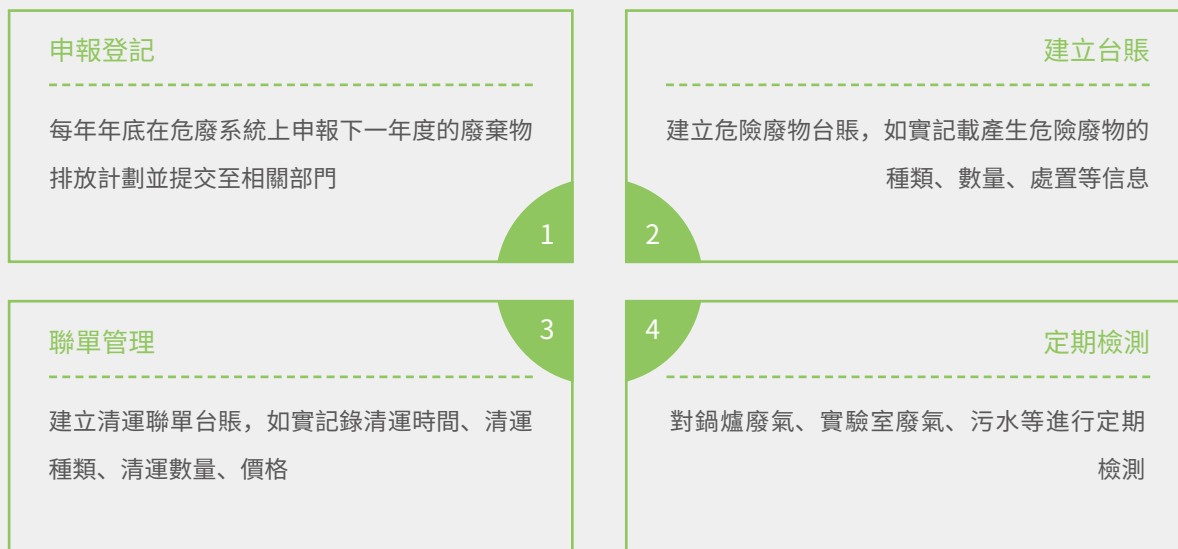 申報登記
每年年底在危廢系統上申報下一年度的廢棄物
排放計劃並提交至相關部門
1
建立台賬
建立危險廢物台賬，如實記載產生危險廢物的
種類、數量、處置等信息
2
聯單管理
3
建立清運聯單台賬，如實記錄清運時間、清運
種類、清運數量、價格
4
定期檢測
對鍋爐廢氣、實驗室廢氣、污水等進行定期
檢測